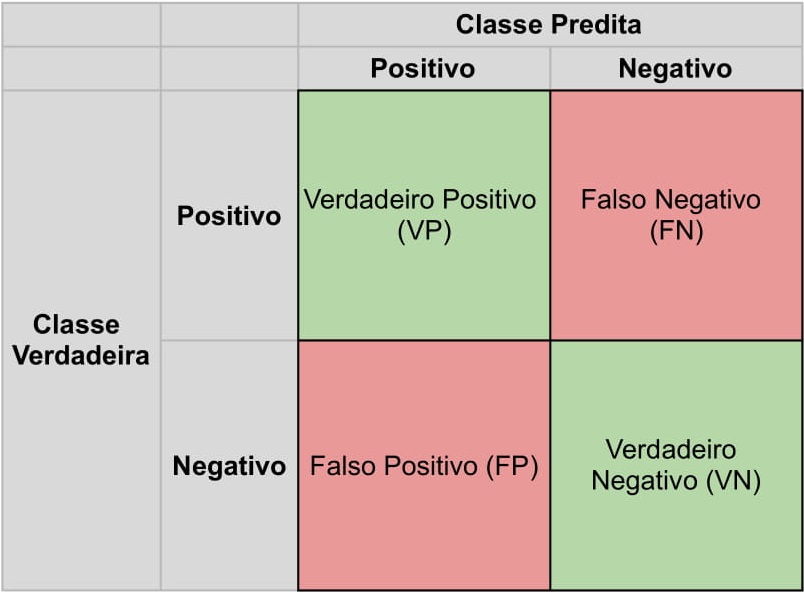 Classe Predita
Positivo Negativo
Positivo
Verdadeiro Positivo
(VP)
Falso Negativo
(FN)
Classe
Verdadeira
Negativo
Falso Positivo (FP)
Verdadeiro
Negativo (VN)